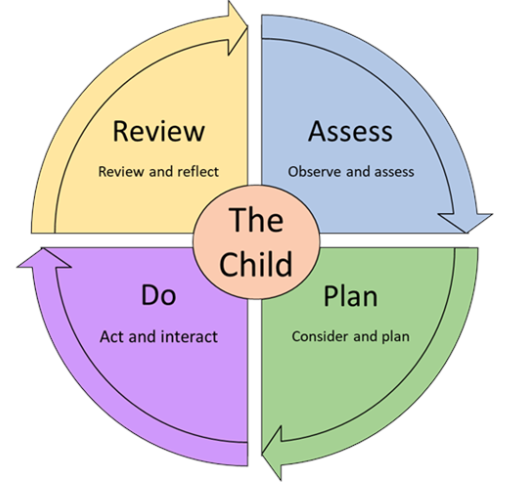 Review
Review and reflect
Assess
Observe and assess
The
Child
Do
Act and interact
Plan
Consider and plan